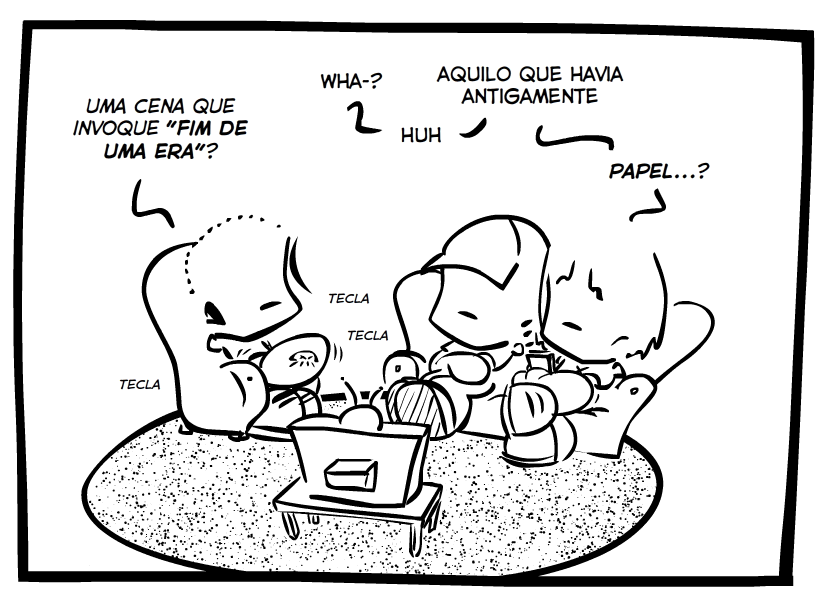 UMA CENA QUE
INVOQUE "FIM DE
UMA ERA"?
WHA-?
HUH
AQUILO QUE HAVIA
ANTIGAMENTE
PAPEL...?
TECLA
TECLA
TECLA